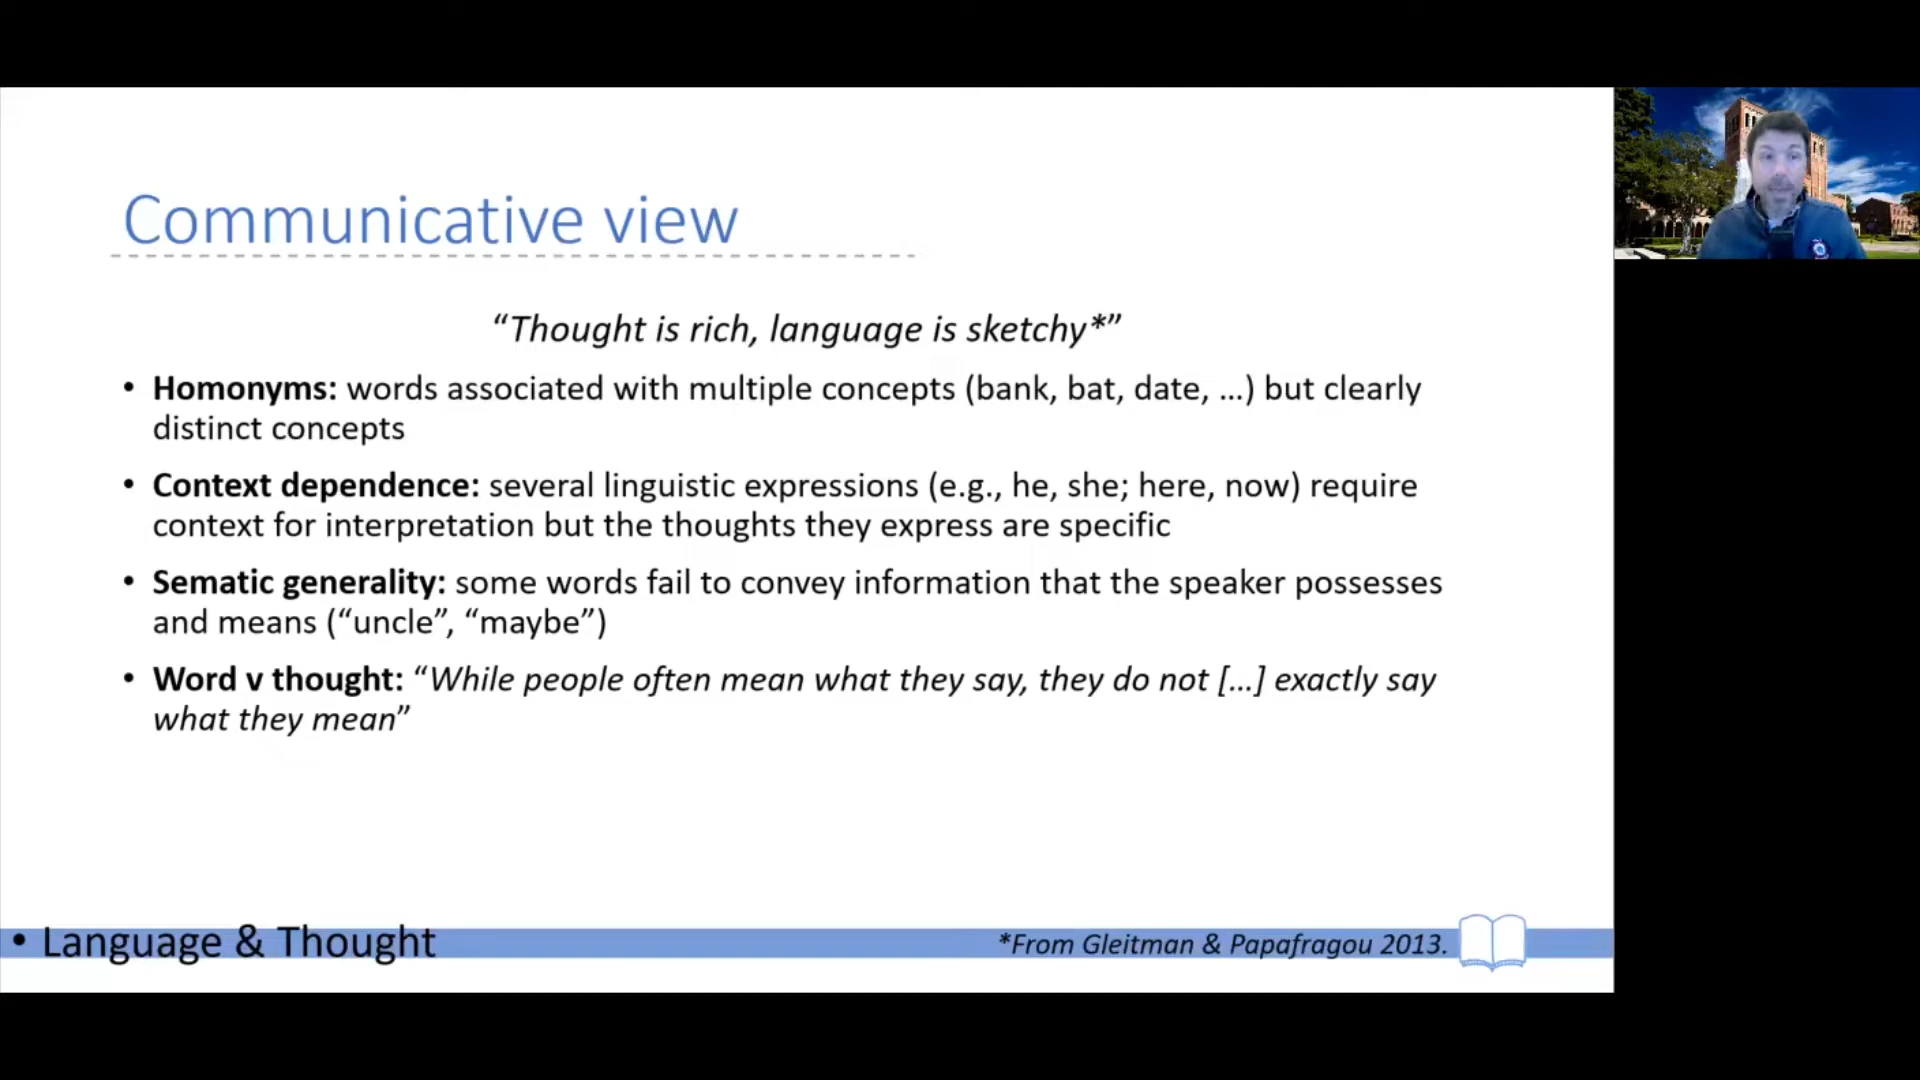 Communicative view
“Thought is rich, language is sketchy*”
• Homonyms: words associated with multiple concepts (bank, bat, date, ...) but clearly
distinct concepts
• Context dependence: several linguistic expressions (e.g., he, she; here, now) require
context for interpretation but the thoughts they express are specific
• Sematic generality: some words fail to convey information that the speaker possesses
and means (“uncle”, “maybe”)
• Word v thought: “While people often mean what they say, they do not [...] exactly say
what they mean”
• Language & Thought
*From Gleitman & Papafragou 2013.